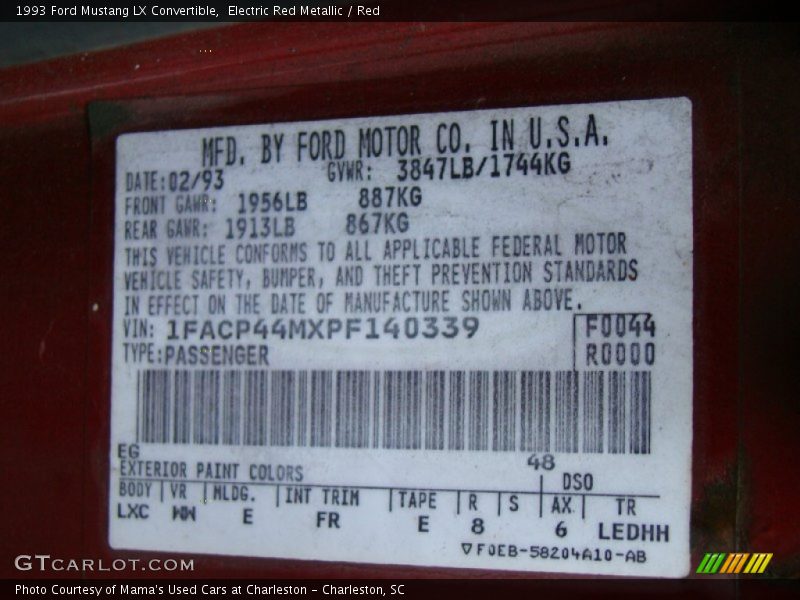 1993 Ford Mustang LX Convertible,  Electric Red Metallic / Red
MFD. BY FORD MOTOR CO. IN U.S.A.
DATE:02/93 GVWR: 3847LB/1744KG
FRONT GAWR: 1956LB 887KG
REAR GAWR: 1913LB 867KG
THIS VEHICLE CONFORMS TO ALL APPLICABLE FEDERAL MOTOR
VEHICLE SAFETY, BUMPER, AND THEFT PREVENTION STANDARDS
IN EFFECT ON THE DATE OF MANUFACTURE SHOWN ABOVE.
VIN: 1FACP44MXPF140339 F0044
TYPE:PASSENGER R0000
EG 48
EXTERIOR PAINT COLORS DSO
BODY VR MLDG. INT TRIM TAPE R S AX TR
LXC WW E FR E 8 6 LEDHH
▽F0EB-58204A10-AB
GTCARLOT.COM
Photo Courtesy of Mama's Used Cars at Charleston - Charleston, SC